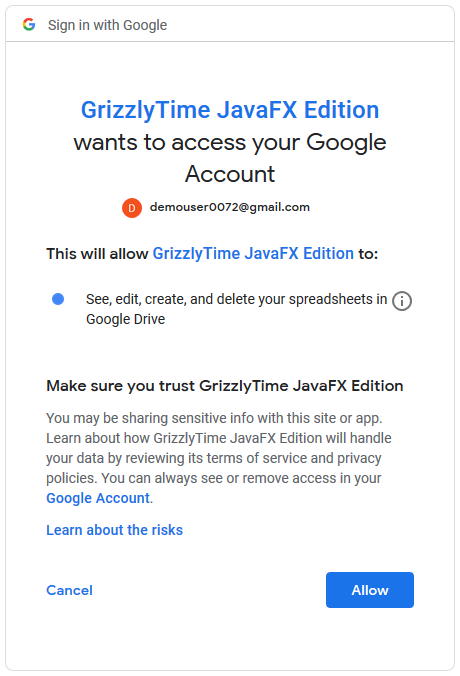 Sign in with Google
GrizzlyTime JavaFX Edition
wants to access your Google
Account
D demouser0072@gmail.com
This will allow GrizzlyTime JavaFX Edition to:
See, edit, create, and delete your spreadsheets in
Google Drive
Make sure you trust GrizzlyTime JavaFX Edition
You may be sharing sensitive info with this site or app.
Learn about how GrizzlyTime JavaFX Edition will handle
your data by reviewing its terms of service and privacy
policies. You can always see or remove access in your
Google Account.
Learn about the risks
Cancel Allow